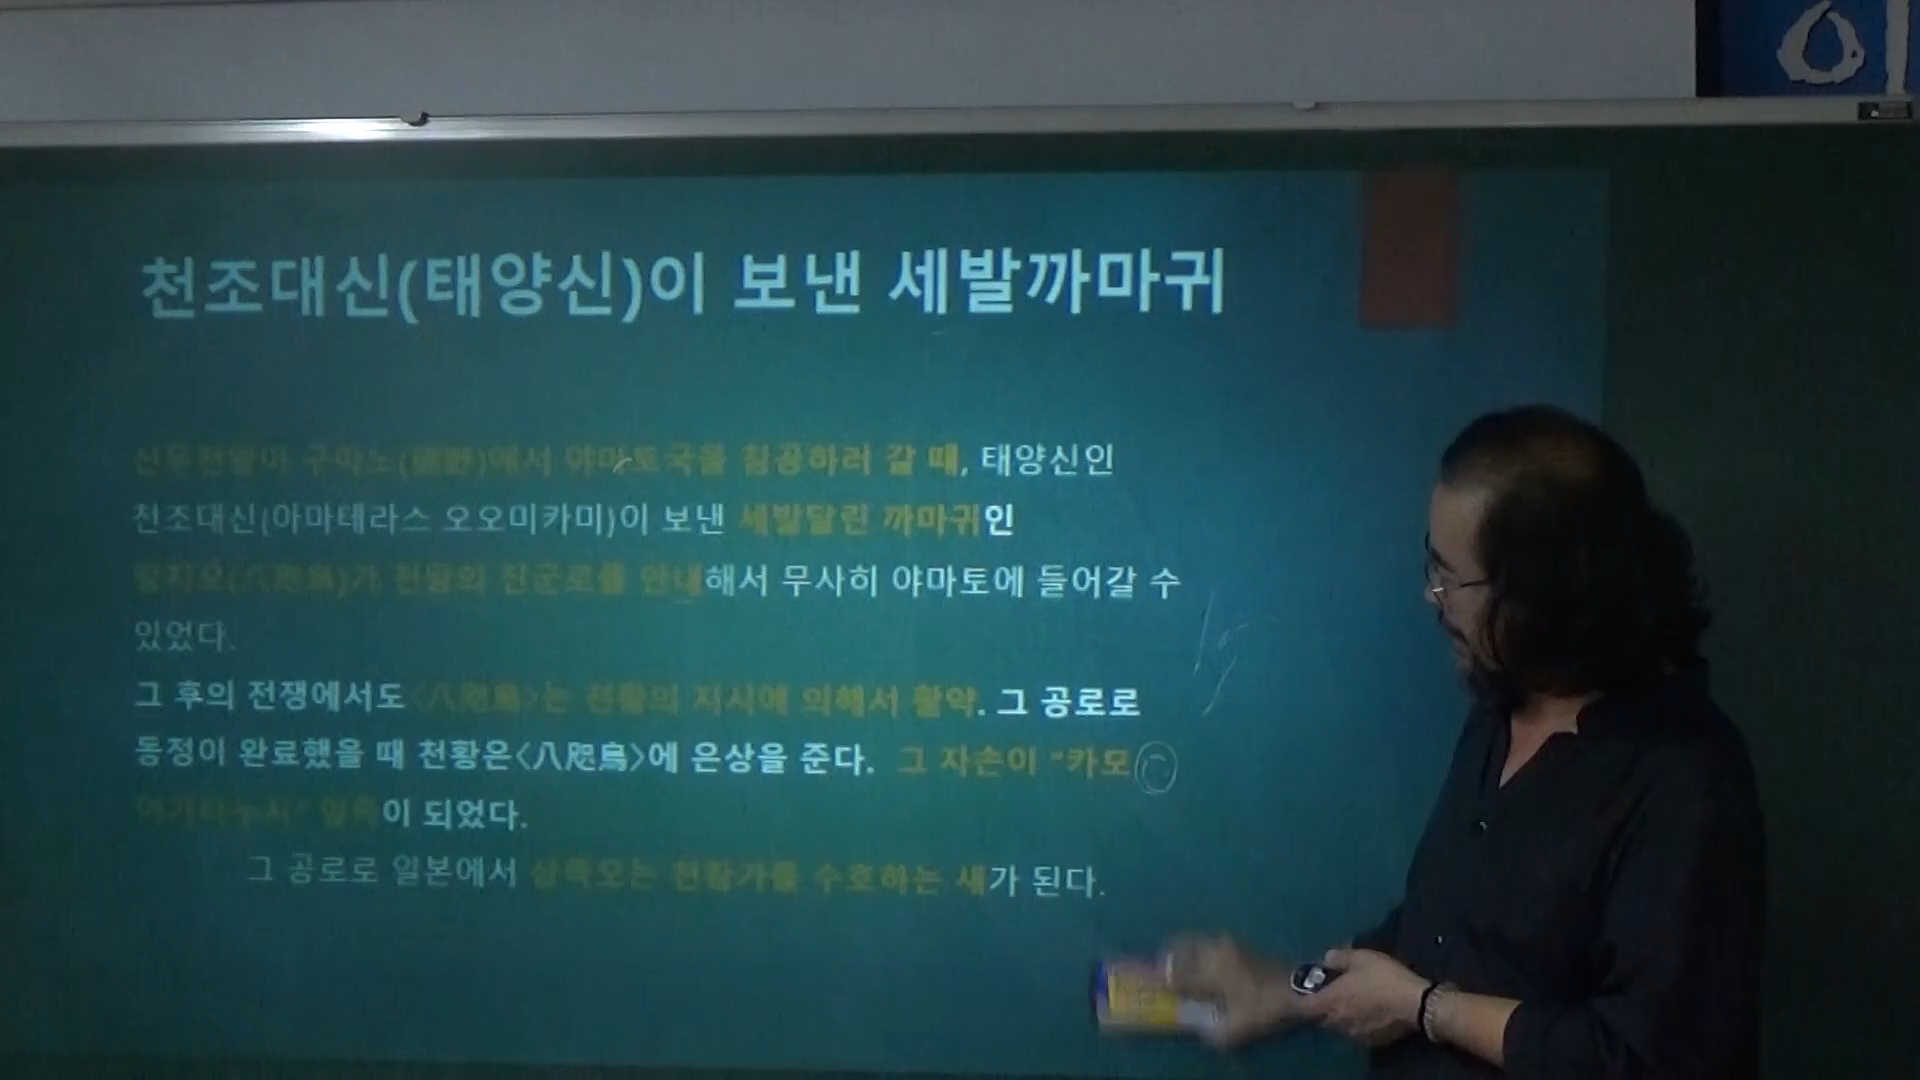 이
천조대신(태양신)이 보낸 세발까마귀
신무천황이 구마노(熊野)에서 야마토국을 침공하러 갈 때, 태양신인
천조대신(아마테라스 오오미카미)이 보낸 세발달린 까마귀인
팔지오(八咫烏)가 천황의 진군로를 안내해서 무사히 야마토에 들어갈 수
있었다.
그 후의 전쟁에서도 〈八咫烏〉는 천황의 지시에 의해서 활약. 그 공로로
동정이 완료했을 때 천황은〈八咫烏〉에 은상을 준다. 그 자손이 “카모
이 되었다.
그 공로로 일본에서 삼족오는 천황가를 수호하는 새가 된다.